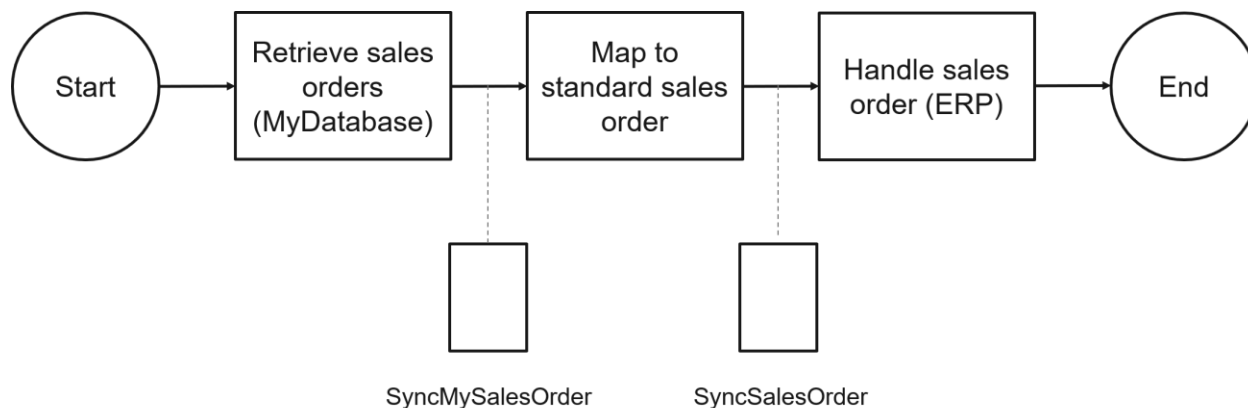 Start
Retrieve sales
orders
(MyDatabase)
Map to
standard sales
order
Handle sales
order (ERP)
End
SyncMySalesOrder
SyncSalesOrder